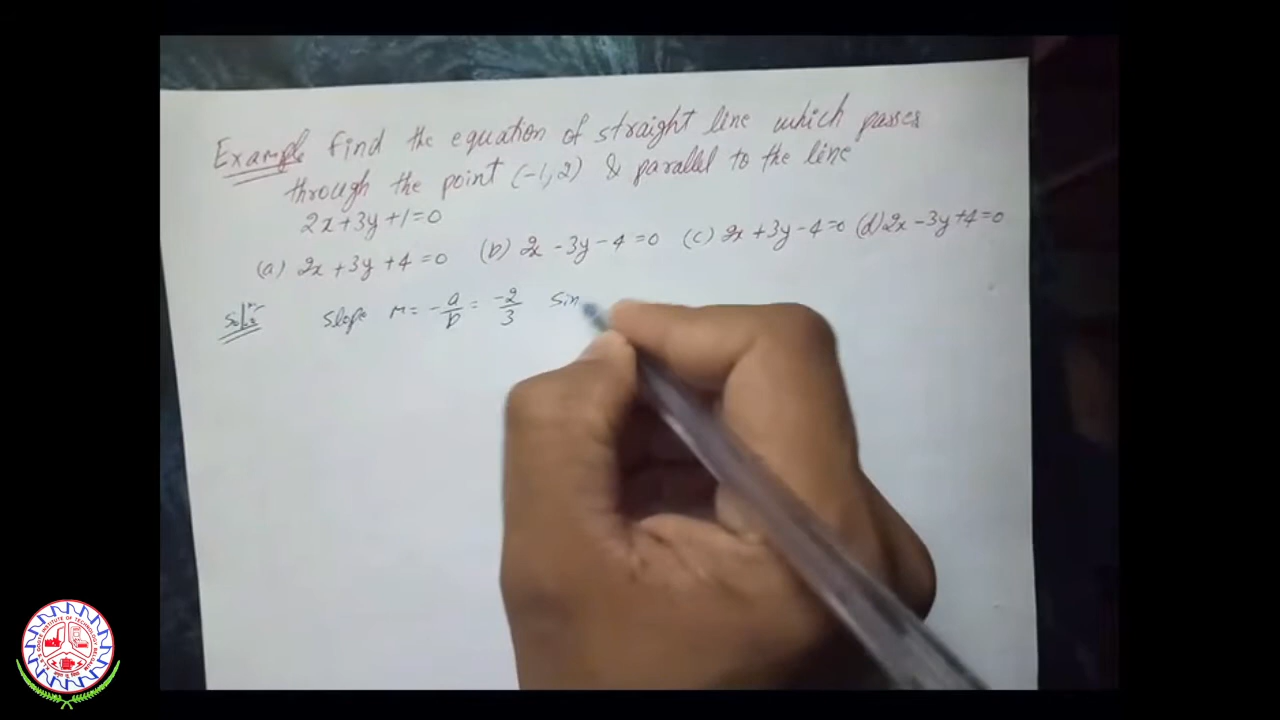 Example Find the equation of straight line which passes
through the point (-1,2) & parallel to the line
2x+3y+1=0
(a) 2x+3y+4=0 (b) 2x-3y-4=0 (c) 2x+3y-4=0 (d) 2x-3y+4=0
Sol^n slope m = -a/b = -2/3 Sin